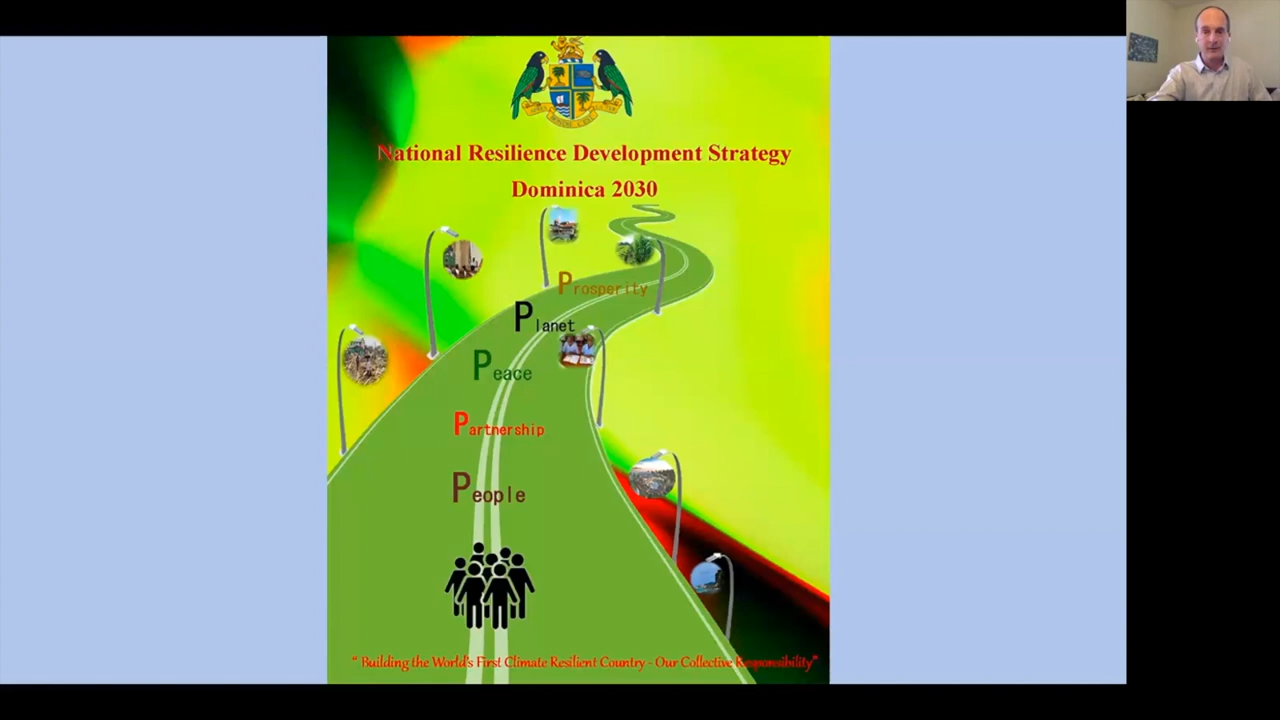 National Resilience Development Strategy
Dominica 2030
Prosperity
Planet
Peace
Partnership
People
“ Building the World's First Climate Resilient Country - Our Collective Responsibility”